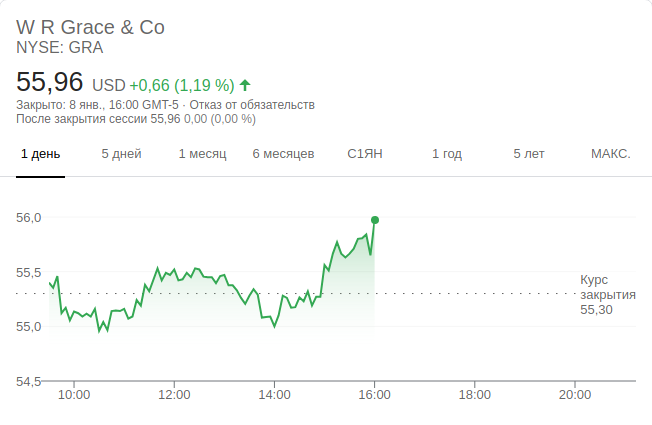 W R Grace & Co
NYSE: GRA
55,96 USD +0,66 (1,19 %)
Закрыто: 8 янв., 16:00 GMT-5 · Отказ от обязательств
После закрытия сессии 55,96 0,00 (0,00 %)
1 день 5 дней 1 месяц 6 месяцев С1ЯН 1 год 5 лет МАКС.
56,0
55,5
Курс
закрытия
55,30
55,0
54,5
10:00 12:00 14:00 16:00 18:00 20:00